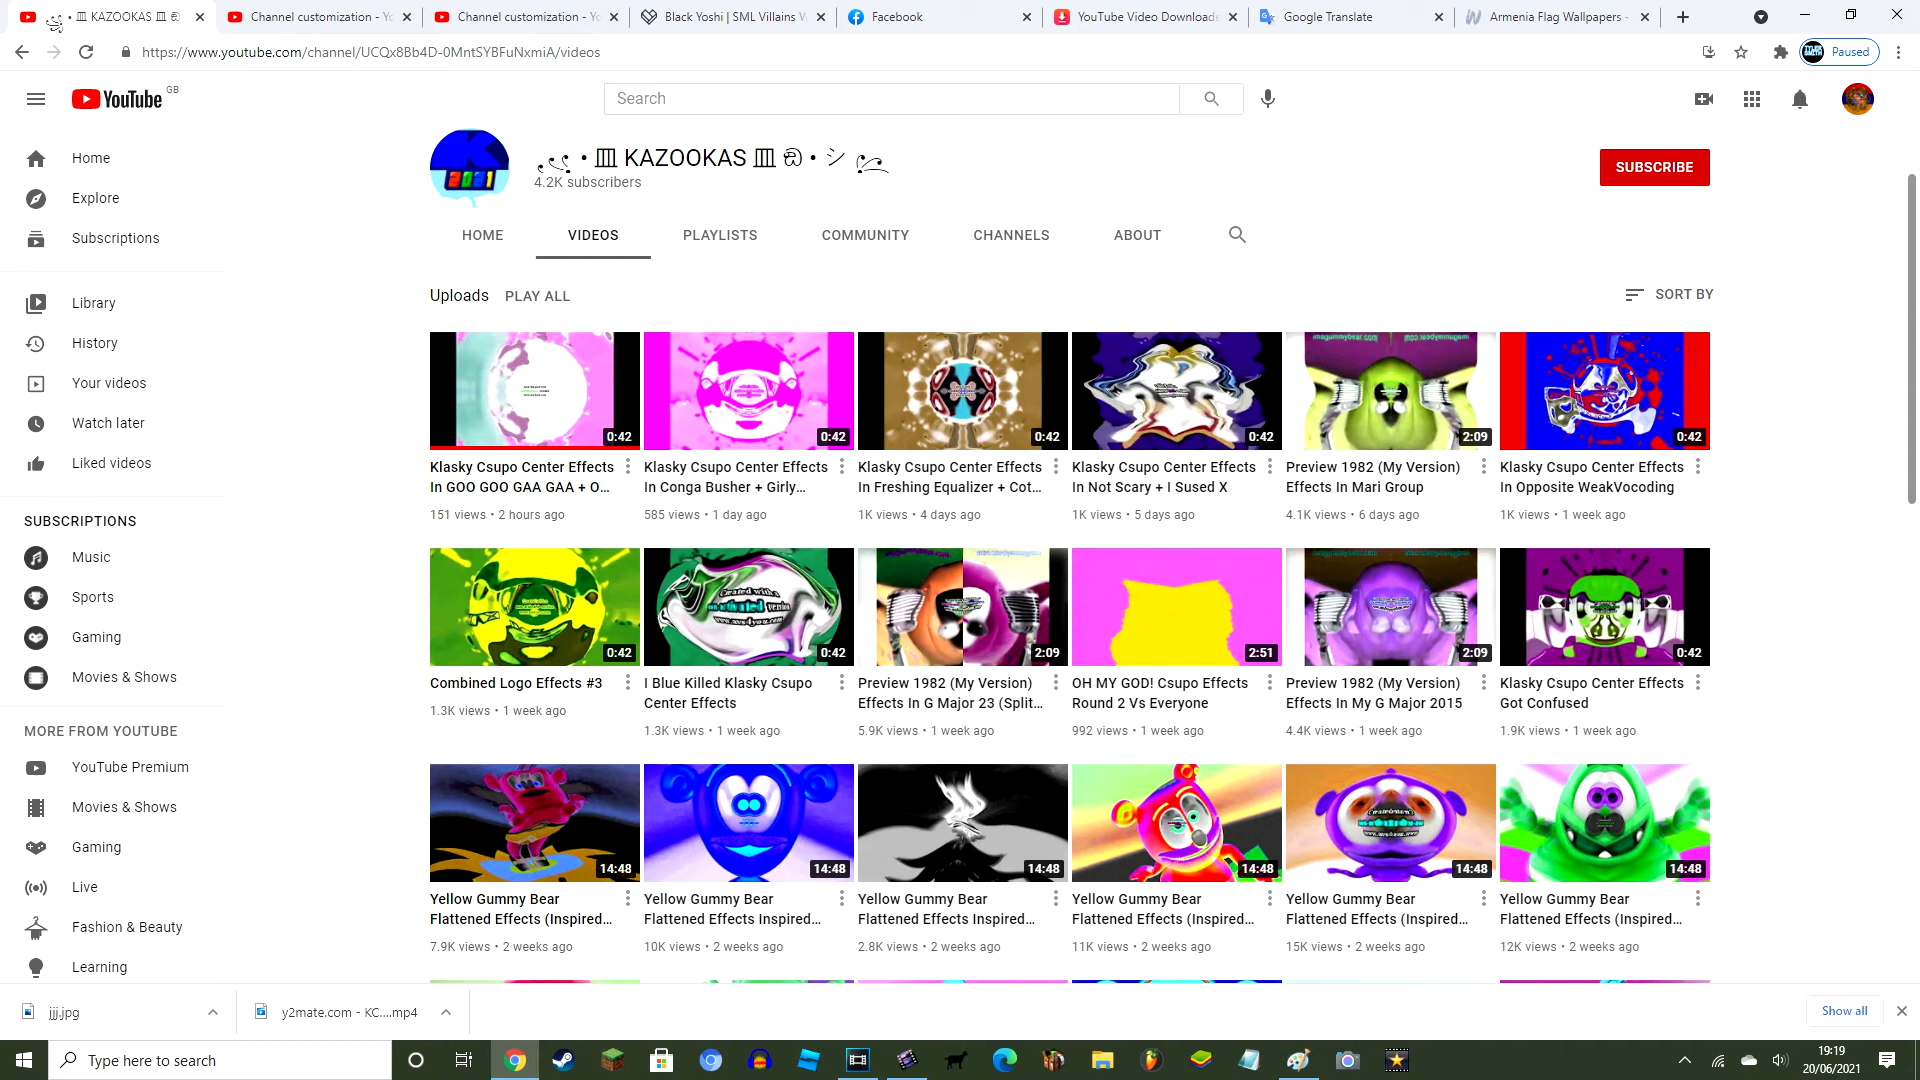 • 皿 KAZOOKAS 皿 ඕ
Channel customization - Yo
Channel customization - Yo
Black Yoshi | SML Villains W
Facebook
YouTube Video Downloade
Google Translate
Armenia Flag Wallpapers -
https://www.youtube.com/channel/UCQx8Bb4D-0MntSYBFuNxmiA/videos
Paused
YouTube GB
Search
• 皿 KAZOOKAS 皿 ඕ • シ
4.2K subscribers
SUBSCRIBE
HOME VIDEOS PLAYLISTS COMMUNITY CHANNELS ABOUT
Uploads PLAY ALL
SORT BY
Home
Explore
Subscriptions
Library
History
Your videos
Watch later
Liked videos
SUBSCRIPTIONS
Music
Sports
Gaming
Movies & Shows
MORE FROM YOUTUBE
YouTube Premium
Movies & Shows
Gaming
Live
Fashion & Beauty
Learning
0:42
Klasky Csupo Center Effects
In GOO GOO GAA GAA + O...
151 views • 2 hours ago
0:42
Klasky Csupo Center Effects
In Conga Busher + Girly...
585 views • 1 day ago
0:42
Klasky Csupo Center Effects
In Freshing Equalizer + Cot...
1K views • 4 days ago
0:42
Klasky Csupo Center Effects
In Not Scary + I Sused X
1K views • 5 days ago
2:09
Preview 1982 (My Version)
Effects In Mari Group
4.1K views • 6 days ago
0:42
Klasky Csupo Center Effects
In Opposite WeakVocoding
1K views • 1 week ago
0:42
Combined Logo Effects #3
1.3K views • 1 week ago
Created with a
version
www.avs4you.com
0:42
I Blue Killed Klasky Csupo
Center Effects
1.3K views • 1 week ago
2:09
Preview 1982 (My Version)
Effects In G Major 23 (Split...
5.9K views • 1 week ago
2:51
OH MY GOD! Csupo Effects
Round 2 Vs Everyone
992 views • 1 week ago
2:09
Preview 1982 (My Version)
Effects In My G Major 2015
4.4K views • 1 week ago
0:42
Klasky Csupo Center Effects
Got Confused
1.9K views • 1 week ago
14:48
Yellow Gummy Bear
Flattened Effects (Inspired...
7.9K views • 2 weeks ago
14:48
Yellow Gummy Bear
Flattened Effects Inspired...
10K views • 2 weeks ago
14:48
Yellow Gummy Bear
Flattened Effects Inspired...
2.8K views • 2 weeks ago
14:48
Yellow Gummy Bear
Flattened Effects (Inspired...
11K views • 2 weeks ago
14:48
Yellow Gummy Bear
Flattened Effects (Inspired...
15K views • 2 weeks ago
14:48
Yellow Gummy Bear
Flattened Effects (Inspired...
12K views • 2 weeks ago
jjj.jpg
y2mate.com - KC....mp4
Show all
Type here to search
19:19
20/06/2021